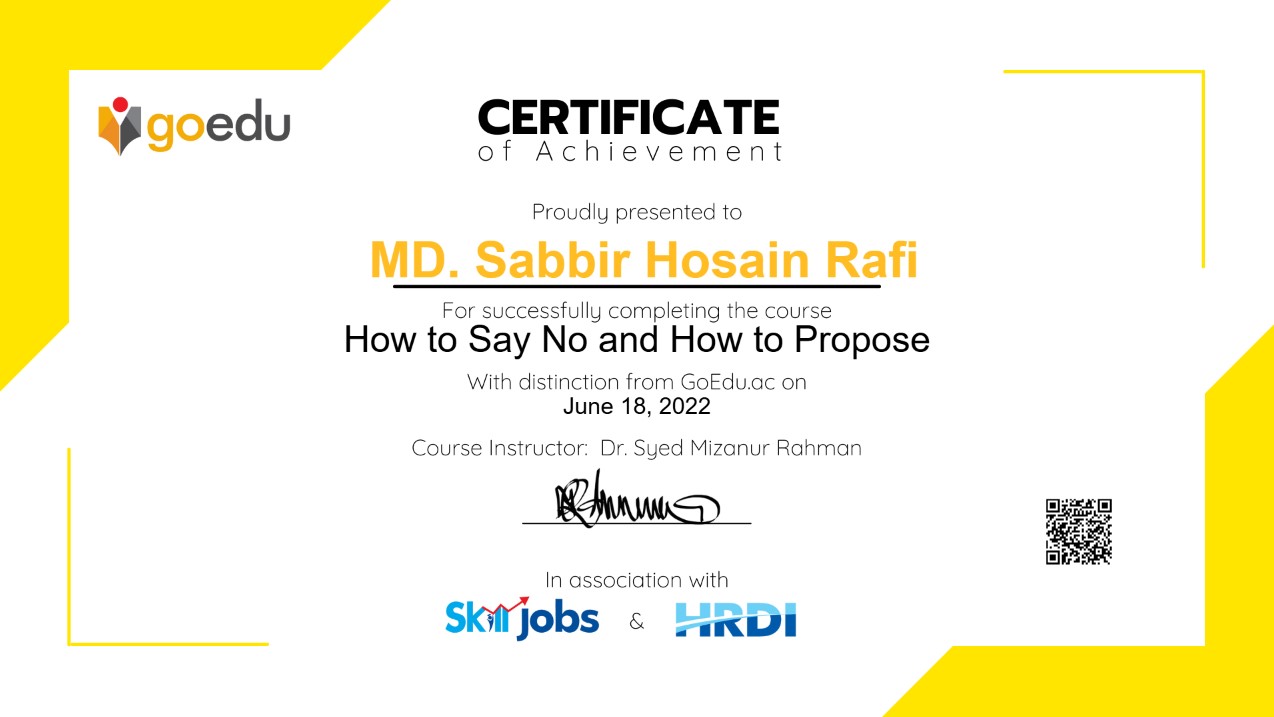 goedu
CERTIFICATE
of Achievement
Proudly presented to
MD. Sabbir Hosain Rafi
For successfully completing the course
How to Say No and How to Propose
With distinction from GoEdu.ac on
June 18, 2022
Course Instructor: Dr. Syed Mizanur Rahman
In association with
Skill jobs & HRDI